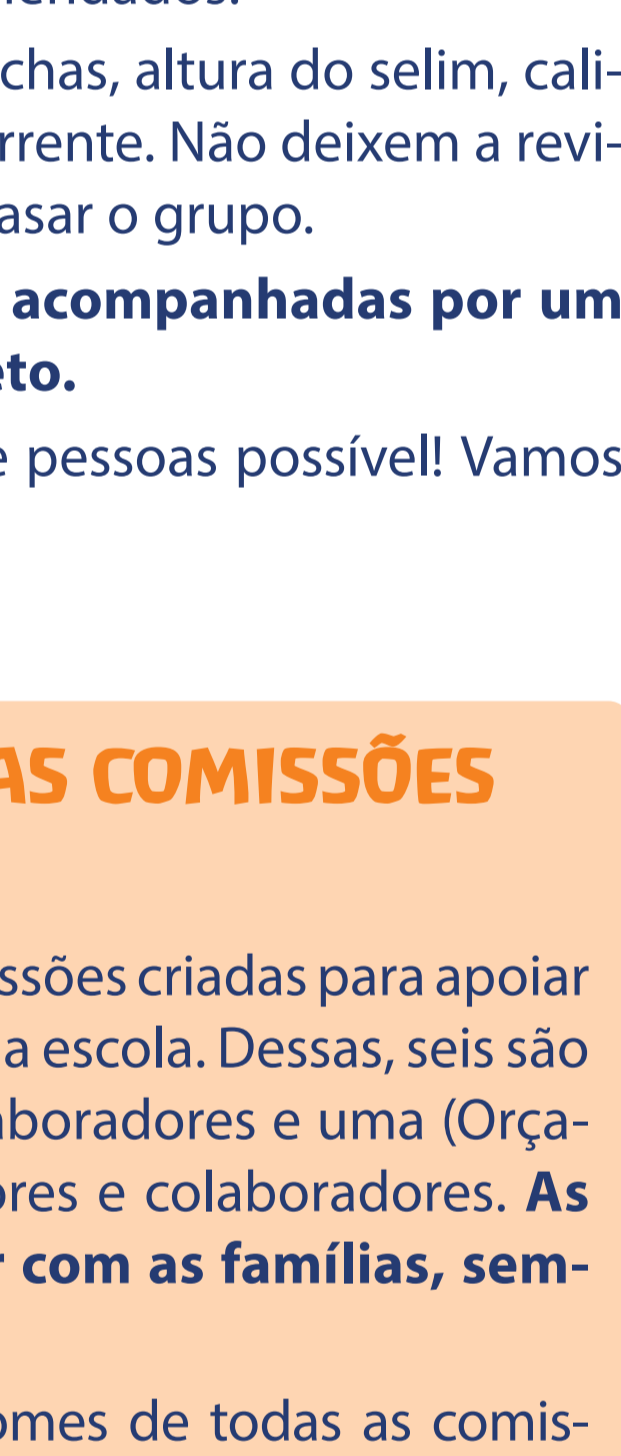 chas, altura do selim, cali-
rrente. Não deixem a revi-
asar o grupo.
acompanhadas por um
eto.
e pessoas possível! Vamos
AS COMISSÕES
ssões criadas para apoiar
a escola. Dessas, seis são
aboradores e uma (Orça-
ores e colaboradores. As
r com as famílias, sem-
omes de todas as comis-